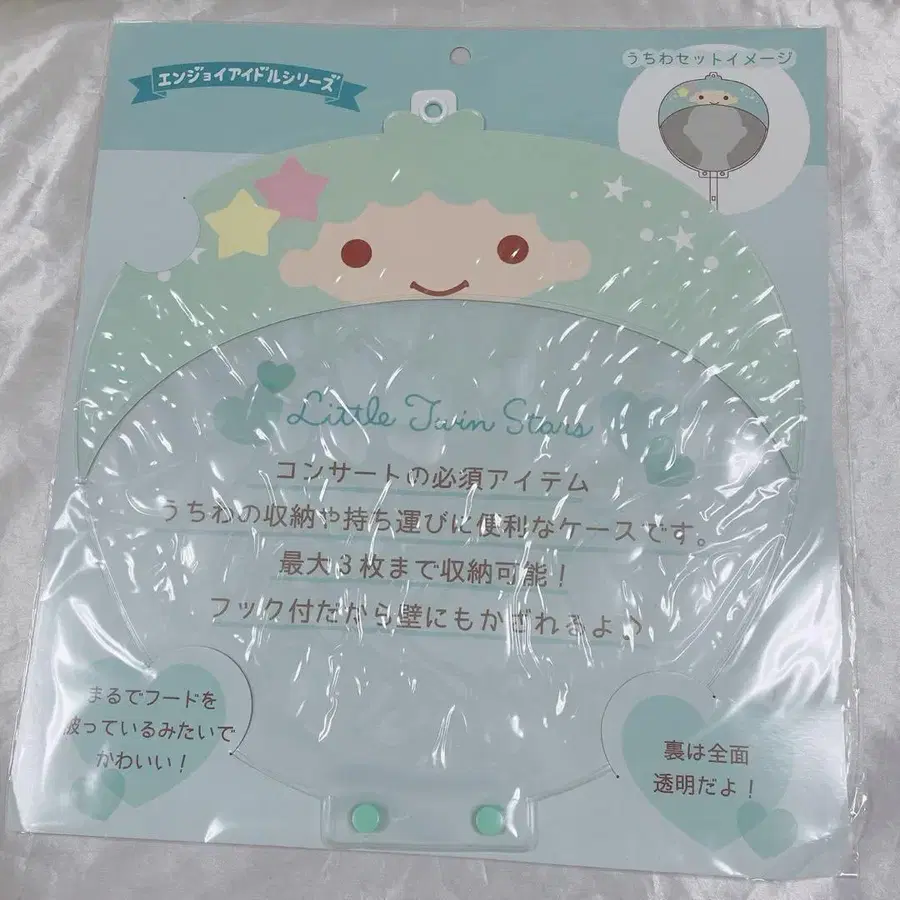 エンジョイアイドルシリーズ
うちわセットイメージ
Little Twin Stars
コンサートの必須アイテム
うちわの収納や持ち運びに便利なケースです。
最大3枚まで収納可能！
フック付だから壁にもかざれるよ♪
まるでフードを
被っているみたいで
かわいい！
裏は全面
透明だよ！